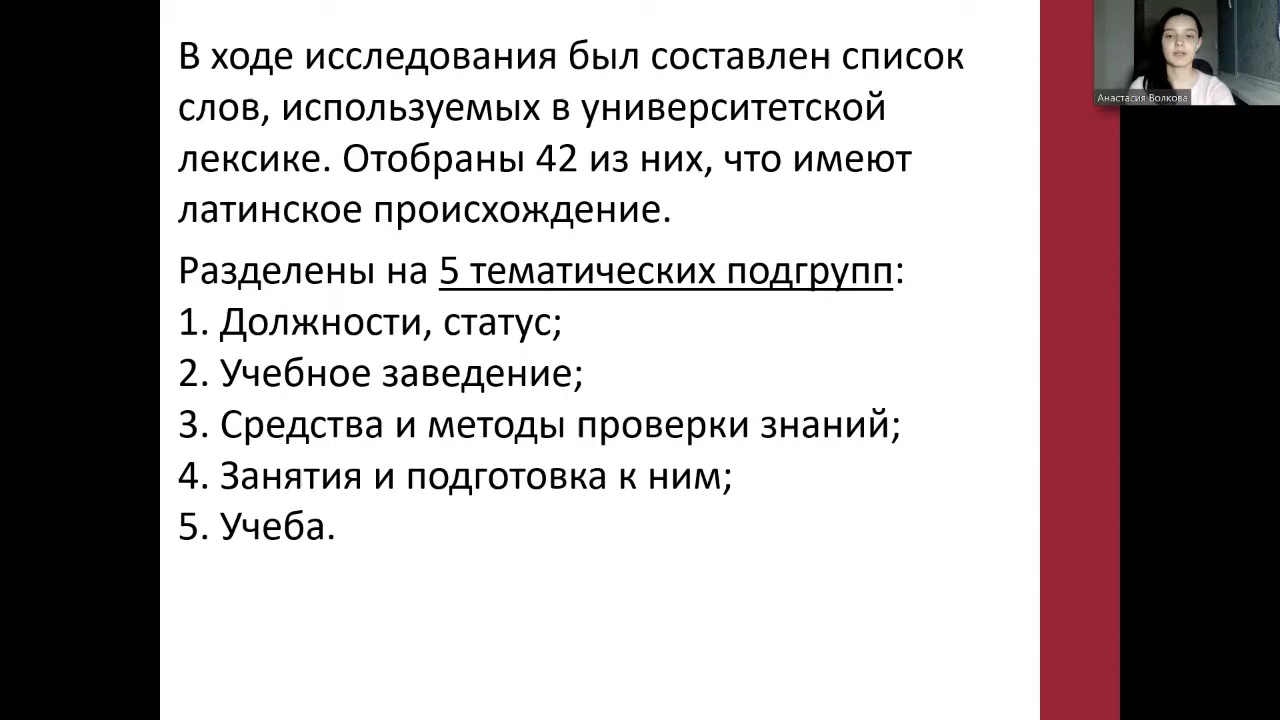 В ходе исследования был составлен список
слов, используемых в университетской
лексике. Отобраны 42 из них, что имеют
латинское происхождение.
Разделены на 5 тематических подгрупп:
1. Должности, статус;
2. Учебное заведение;
3. Средства и методы проверки знаний;
4. Занятия и подготовка к ним;
5. Учеба.
Анастасия Волкова